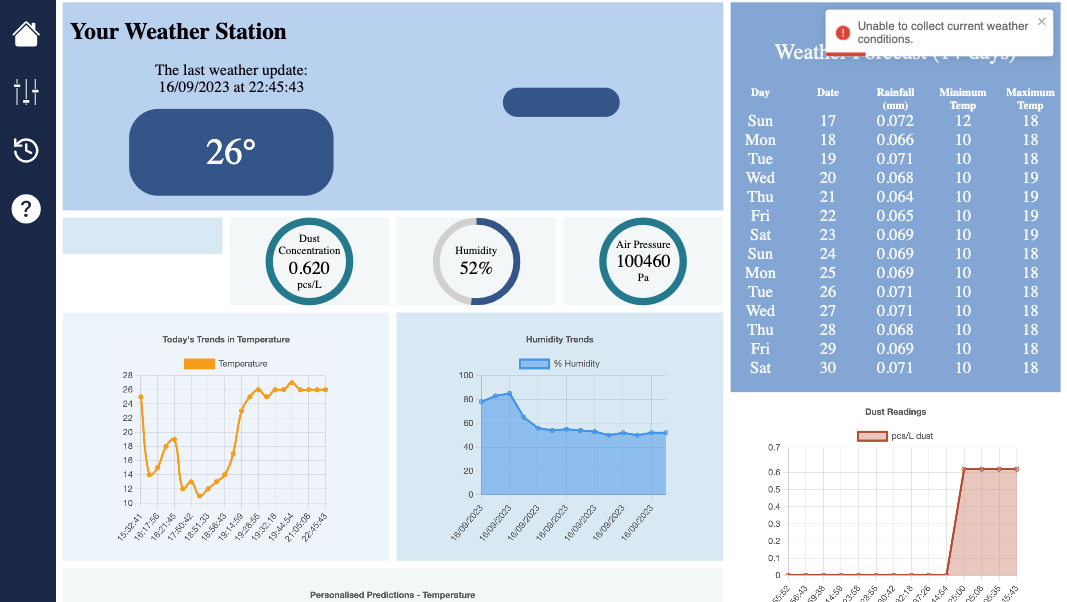 Your Weather Station
The last weather update:
16/09/2023 at 22:45:43
26°
Unable to collect current weather
conditions.
Day Date Rainfall (mm) Minimum Temp Maximum Temp
Sun 17 0.072 12 18
Mon 18 0.066 10 18
Tue 19 0.071 10 18
Wed 20 0.068 10 19
Thu 21 0.064 10 19
Fri 22 0.065 10 19
Sat 23 0.069 10 19
Sun 24 0.069 10 18
Mon 25 0.069 10 18
Tue 26 0.071 10 18
Wed 27 0.071 10 18
Thu 28 0.068 10 18
Fri 29 0.069 10 18
Sat 30 0.071 10 18
Dust
Concentration
0.620
pcs/L
Humidity
52%
Air Pressure
100460
Pa
Today's Trends in Temperature
Temperature
28
26
24
22
20
18
16
14
12
10
15:32:41 16:17:56 16:21:45 17:50:42 18:51:33 18:56:43 19:14:59 19:28:55 19:32:18 19:44:54 21:05:08 22:45:43
Humidity Trends
% Humidity
100
80
60
40
20
0
16/09/2023 16/09/2023 16/09/2023 16/09/2023 16/09/2023 16/09/2023 16/09/2023
Dust Readings
pcs/L dust
0.7
0.6
0.5
0.4
0.3
0.2
0.1
0
Personalised Predictions - Temperature